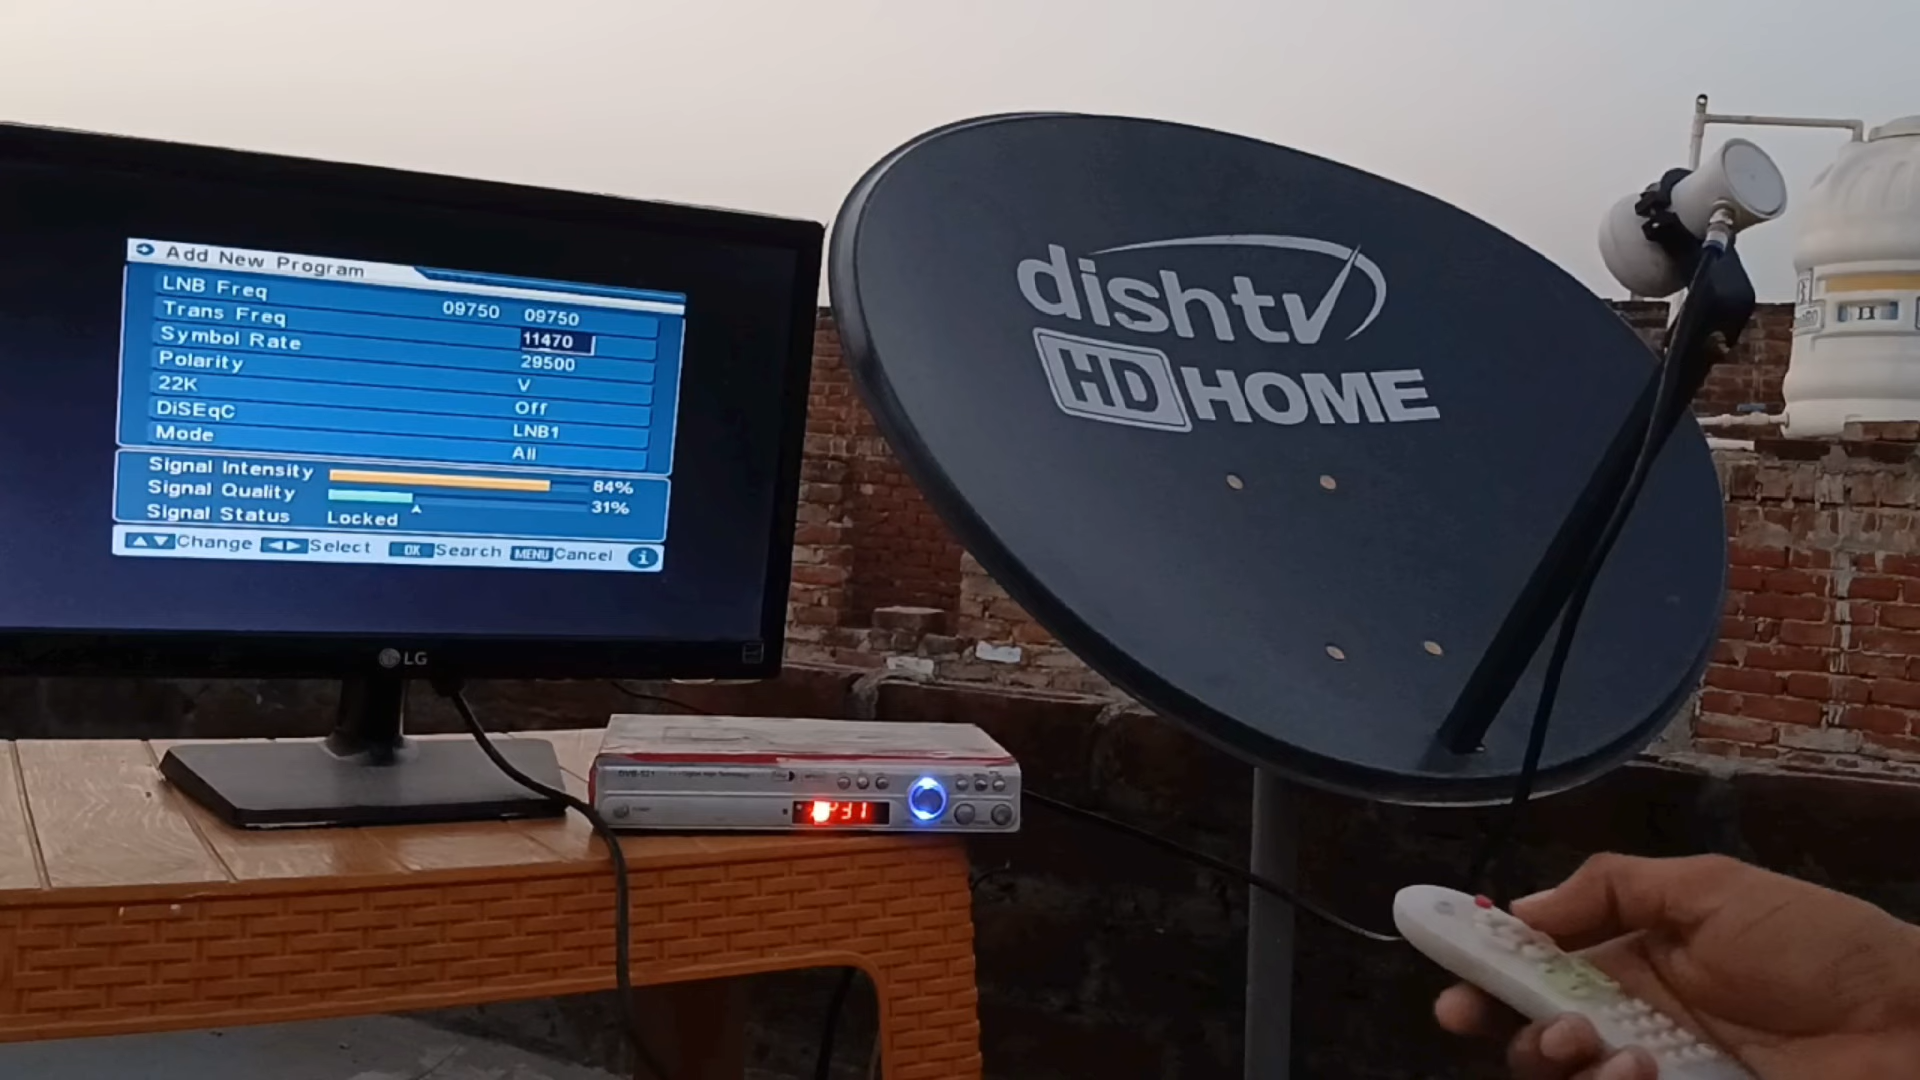 Add New Program
LNB Freq 09750 09750
Trans Freq 11470
Symbol Rate 29500
Polarity V
22K Off
DiSEqC LNB1
Mode All
Signal Intensity 84%
Signal Quality 31%
Signal Status Locked
Change Select OK Search MENU Cancel i
LG
dishtv
HD HOME
31